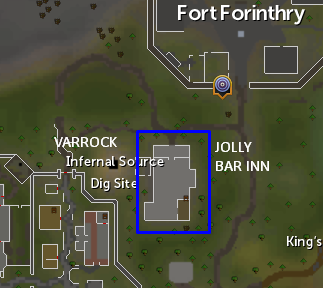 Fort Forinthry
VARROCK
JOLLY
BAR INN
Infernal Source
Dig Site
King's